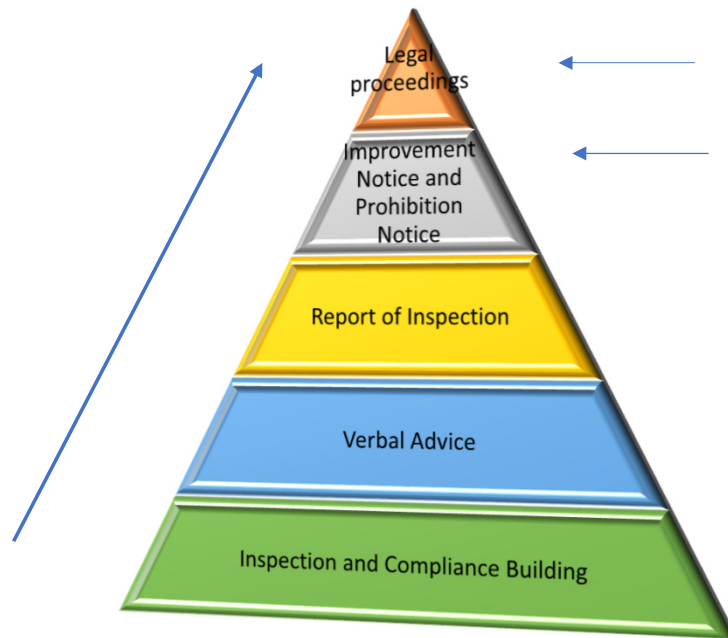 Legal
proceedings
Improvement
Notice and
Prohibition
Notice
Report of Inspection
Verbal Advice
Inspection and Compliance Building